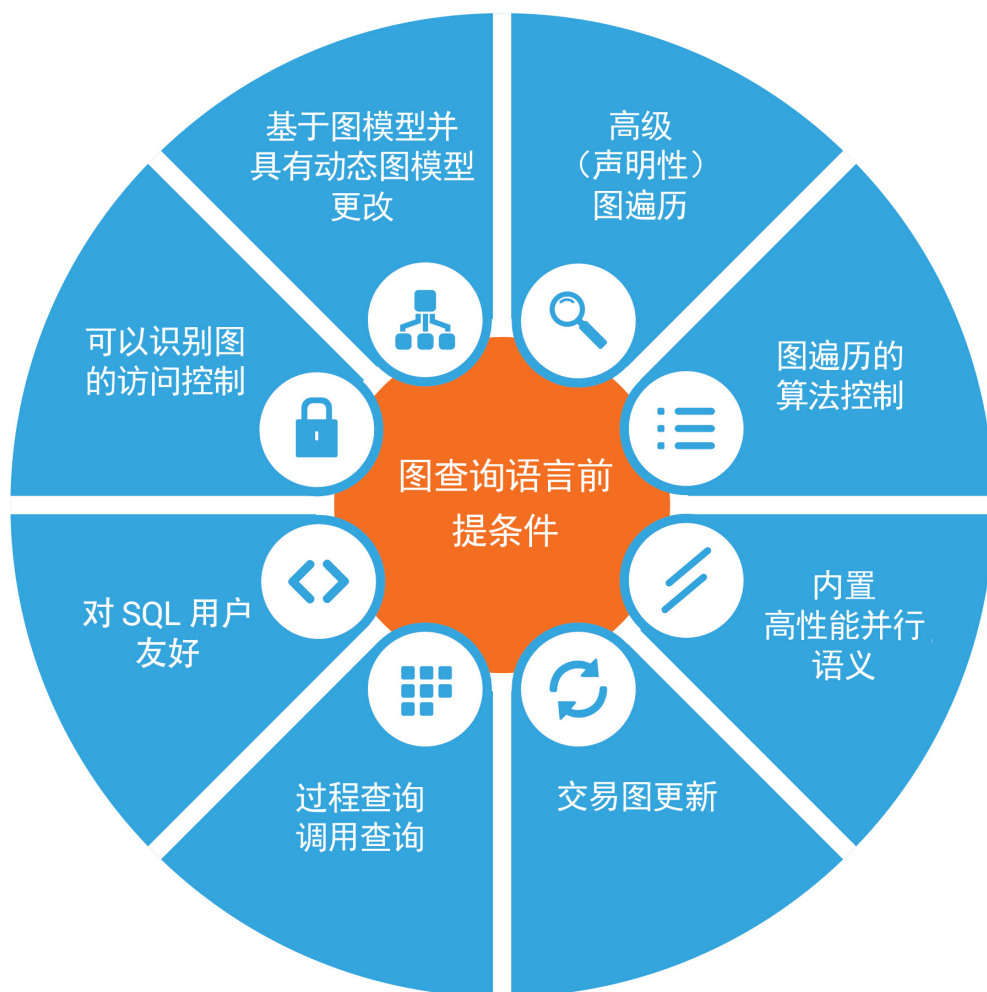 基于图模型并
具有动态图模型
更改
高级
（声明性）
图遍历
可以识别图
的访问控制
图遍历的
算法控制
图查询语言前
提条件
对 SQL 用户
友好
内置
高性能并行
语义
过程查询
调用查询
交易图更新